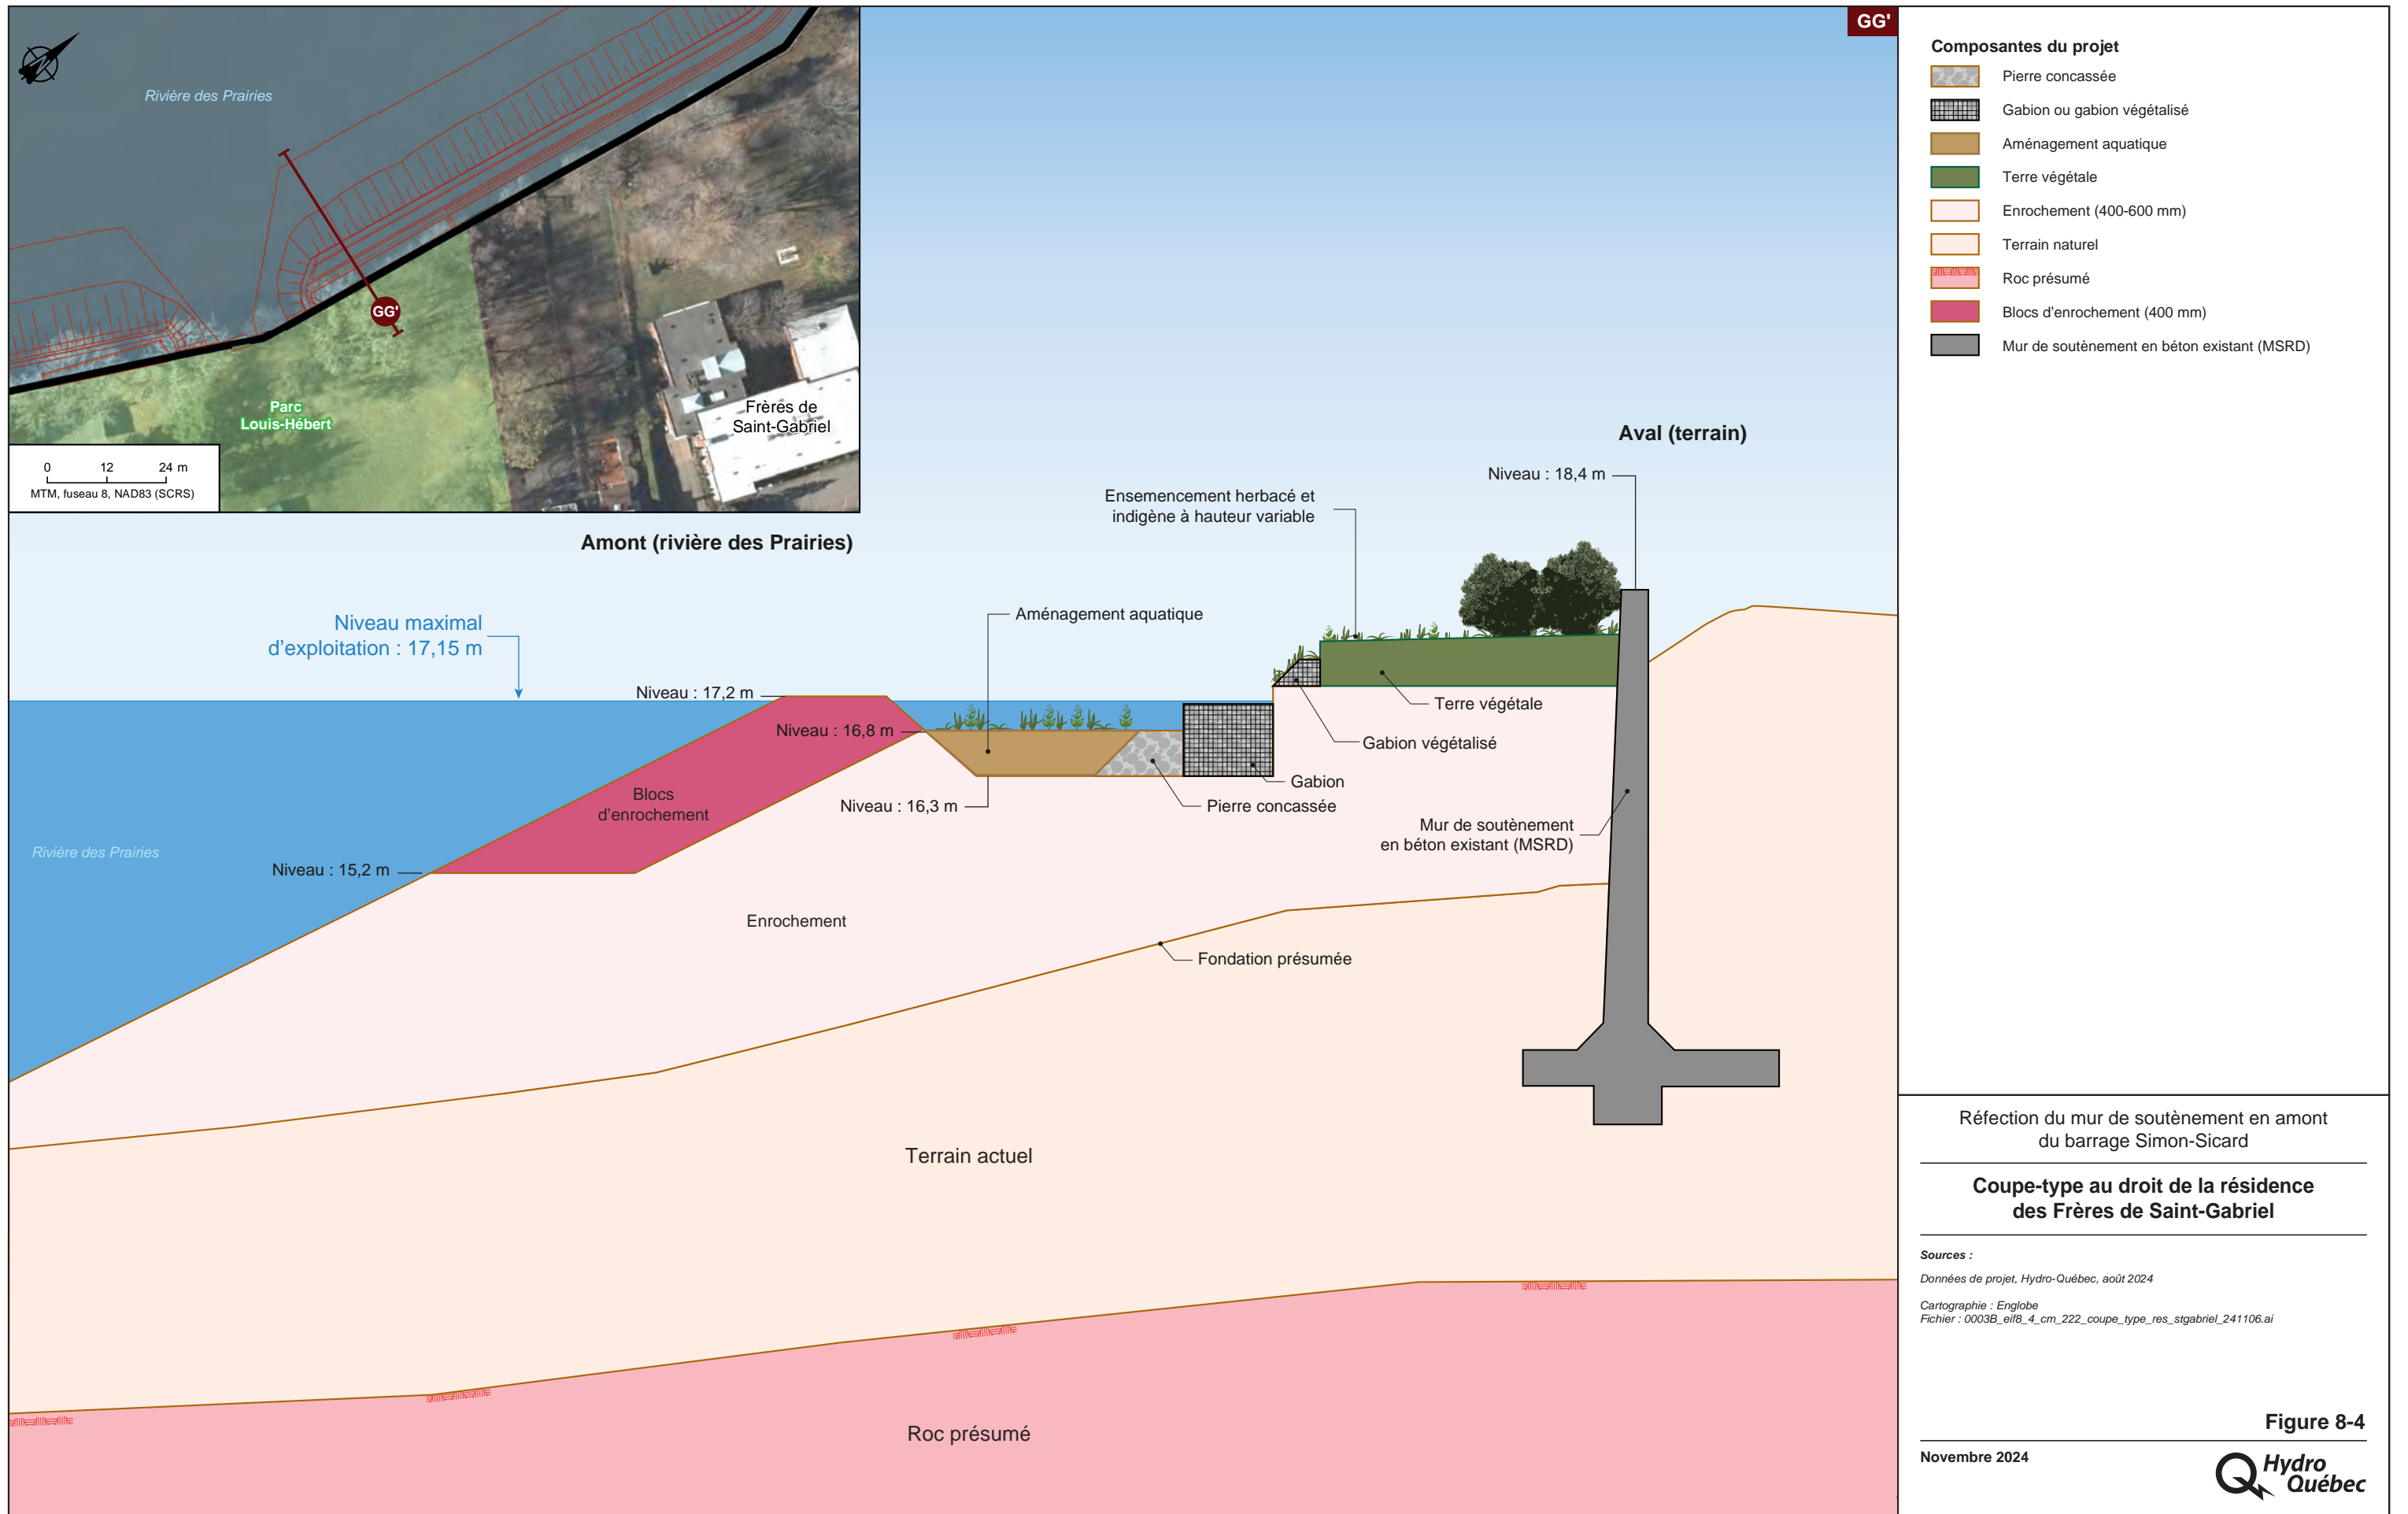 GG'
Rivière des Prairies
GG'
Parc
Louis-Hébert
Frères de
Saint-Gabriel
0 12 24 m
MTM, fuseau 8, NAD83 (SCRS)
Composantes du projet
Pierre concassée
Gabion ou gabion végétalisé
Aménagement aquatique
Terre végétale
Enrochement (400-600 mm)
Terrain naturel
Roc présumé
Blocs d'enrochement (400 mm)
Mur de soutènement en béton existant (MSRD)
Aval (terrain)
Niveau : 18,4 m
Ensemencement herbacé et
indigène à hauteur variable
Amont (rivière des Prairies)
Aménagement aquatique
Niveau maximal
d'exploitation : 17,15 m
Niveau : 17,2 m
Terre végétale
Niveau : 16,8 m
Gabion végétalisé
Gabion
Blocs
d'enrochement
Niveau : 16,3 m
Pierre concassée
Mur de soutènement
en béton existant (MSRD)
Rivière des Prairies
Niveau : 15,2 m
Enrochement
Fondation présumée
Terrain actuel
Roc présumé
Réfection du mur de soutènement en amont
du barrage Simon-Sicard
Coupe-type au droit de la résidence
des Frères de Saint-Gabriel
Sources :
Données de projet, Hydro-Québec, août 2024
Cartographie : Englobe
Fichier : 0003B_eif8_4_cm_222_coupe_type_res_stgabriel_241106.ai
Figure 8-4
Novembre 2024
Hydro
Québec